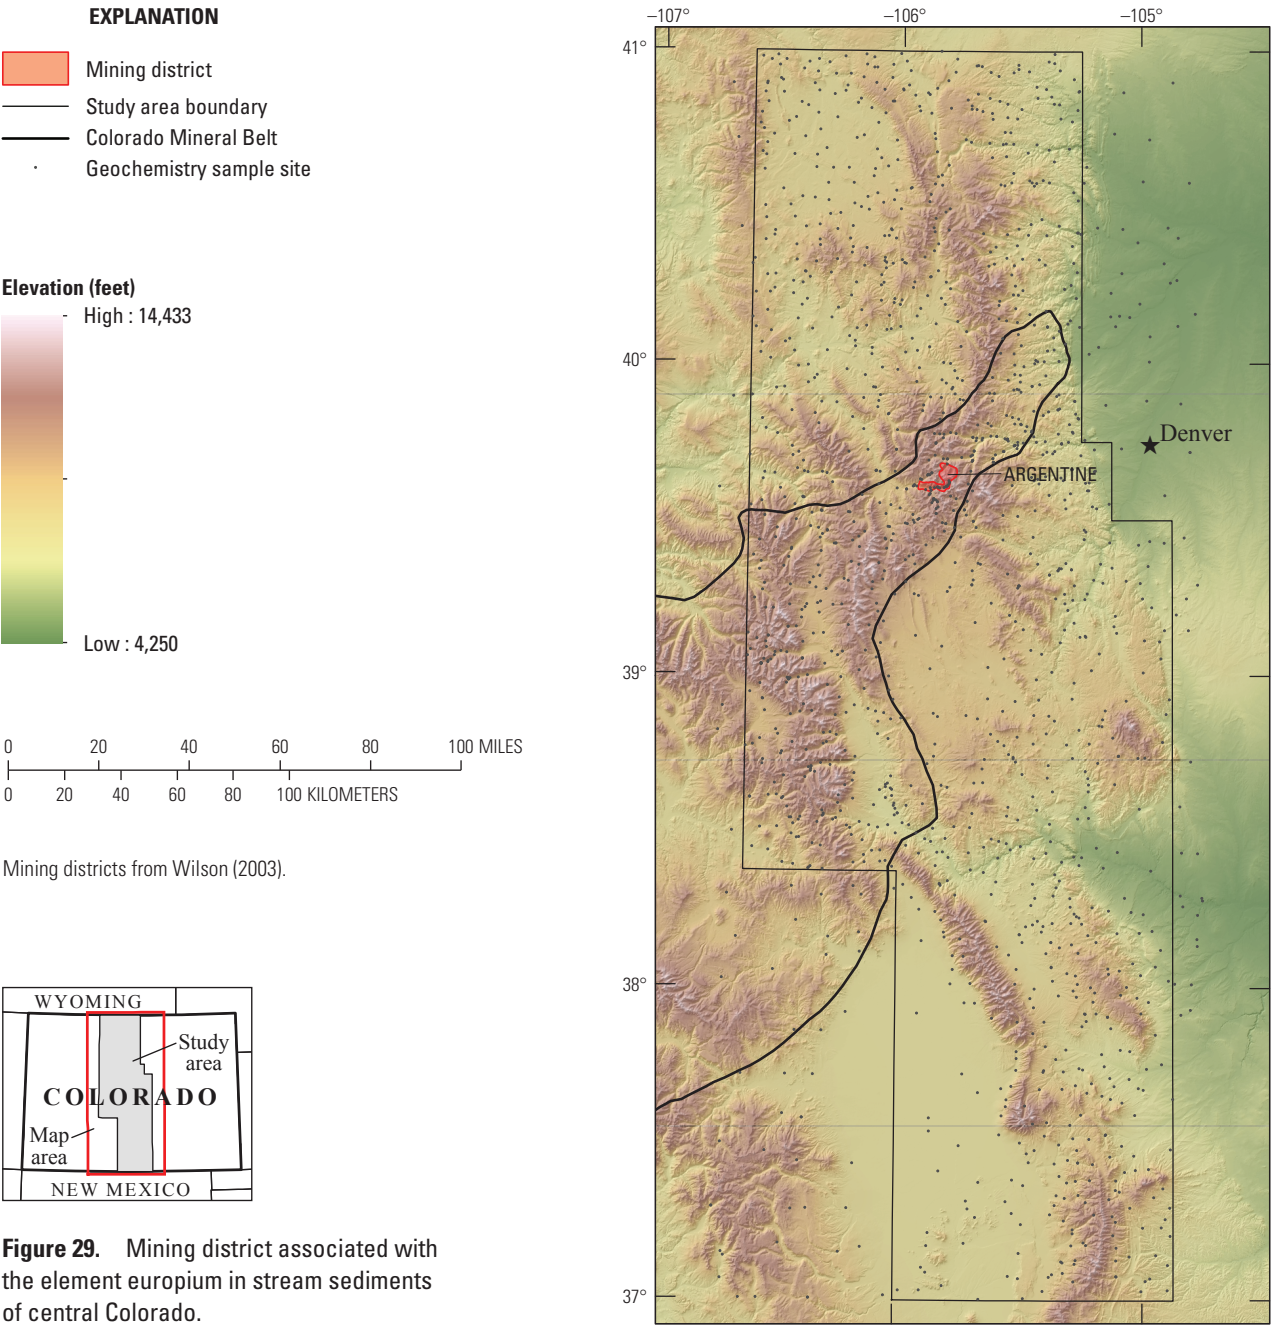 EXPLANATION
Mining district
Study area boundary
Colorado Mineral Belt
Geochemistry sample site
Elevation (feet)
High : 14,433
Low : 4,250
0 20 40 60 80 100 MILES
0 20 40 60 80 100 KILOMETERS
Mining districts from Wilson (2003).
WYOMING
Study
area
COLORADO
Map
area
NEW MEXICO
Figure 29. Mining district associated with
the element europium in stream sediments
of central Colorado.
–107° –106° –105°
41°
40°
Denver
ARGENTINE
39°
38°
37°